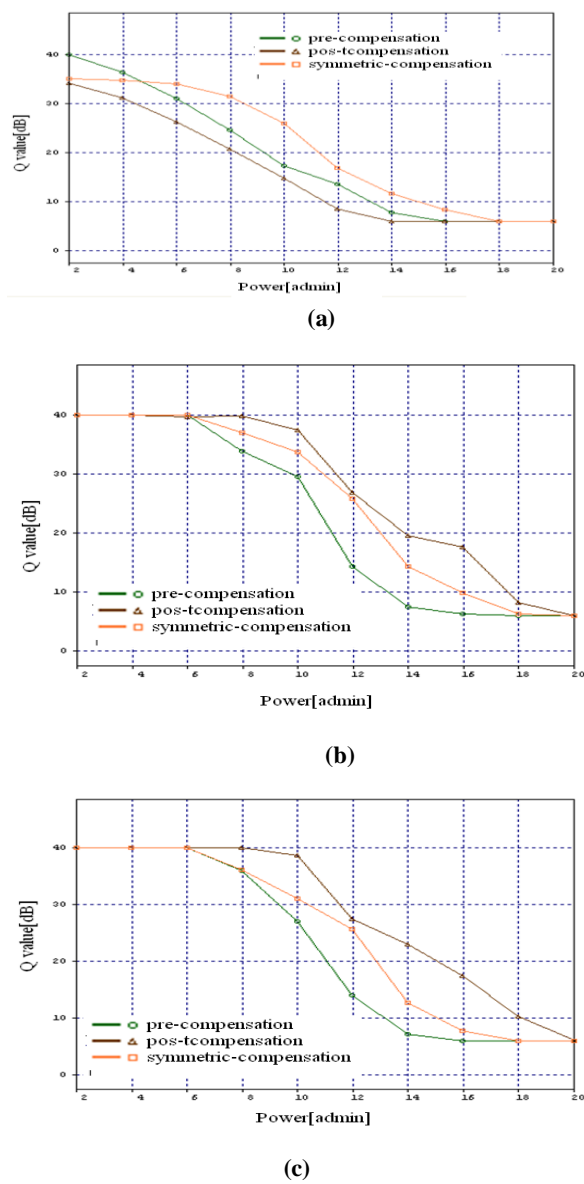 pre-compensation
pos-tcompensation
symmetric-compensation
40
30
20
10
0
Q value[dB]
2 4 6 8 10 12 14 16 18 20
Power[admin]
(a)
pre-compensation
pos-tcompensation
symmetric-compensation
40
30
20
10
0
Q value[dB]
2 4 6 8 10 12 14 16 18 20
Power[admin]
(b)
pre-compensation
pos-tcompensation
symmetric-compensation
40
30
20
10
0
Q value[dB]
2 4 6 8 10 12 14 16 18 20
Power[admin]
(c)